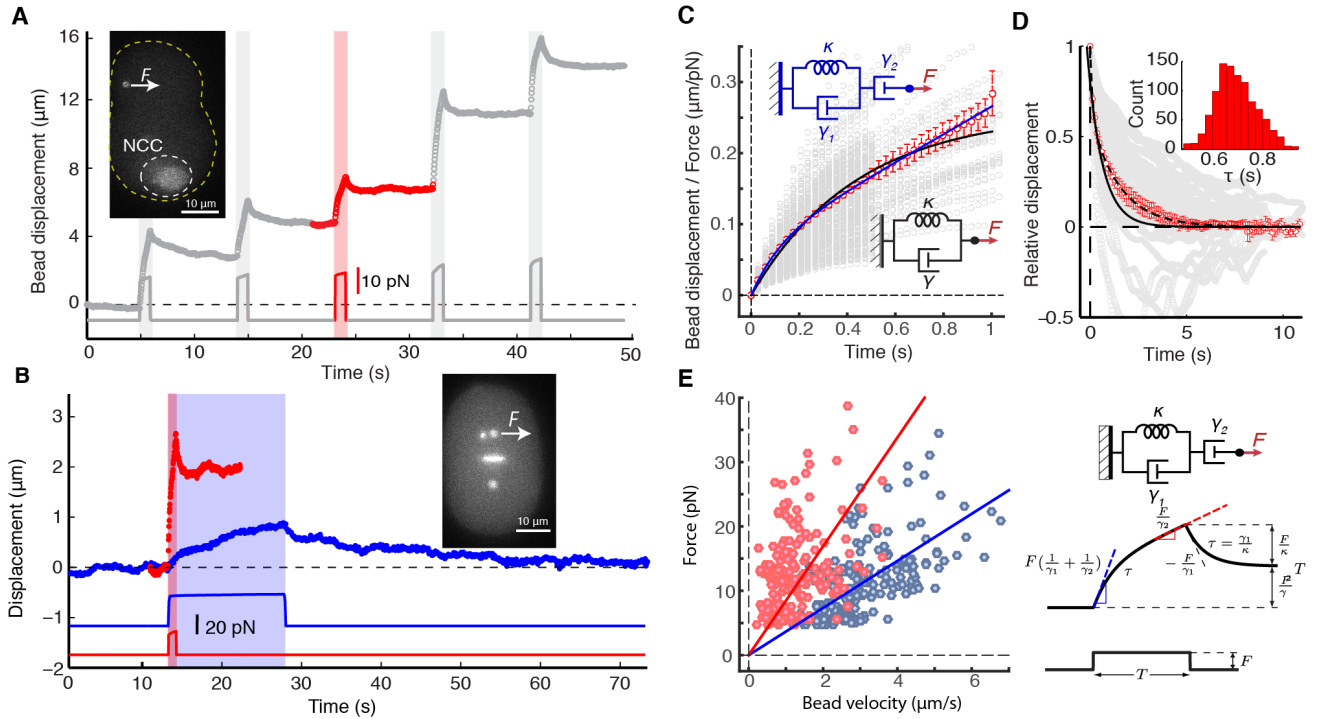 A
Bead displacement (μm)
16
12
8
4
0
F
NCC
10 μm
10 pN
0
10
20
30
40
50
Time (s)
B
Displacement (μm)
3
2
1
0
−1
−2
F
10 μm
20 pN
0
10
20
30
40
50
60
70
Time (s)
C
Bead displacement / Force (μm/pN)
0.3
0.2
0.1
0
κ
γ2
F
γ1
κ
F
γ
0
0.2
0.4
0.6
0.8
1
Time (s)
D
Relative displacement
1
0.5
0
−0.5
Count
150
100
50
0
0.6
0.8
τ (s)
0
5
10
Time (s)
E
Force (pN)
40
30
20
10
0
0
2
4
6
Bead velocity (μm/s)
κ
γ2
F
γ1
F/γ2
F(1/γ1 + 1/γ2)
τ
τ = γ1/κ
−F/γ1
F/κ
T
F
T